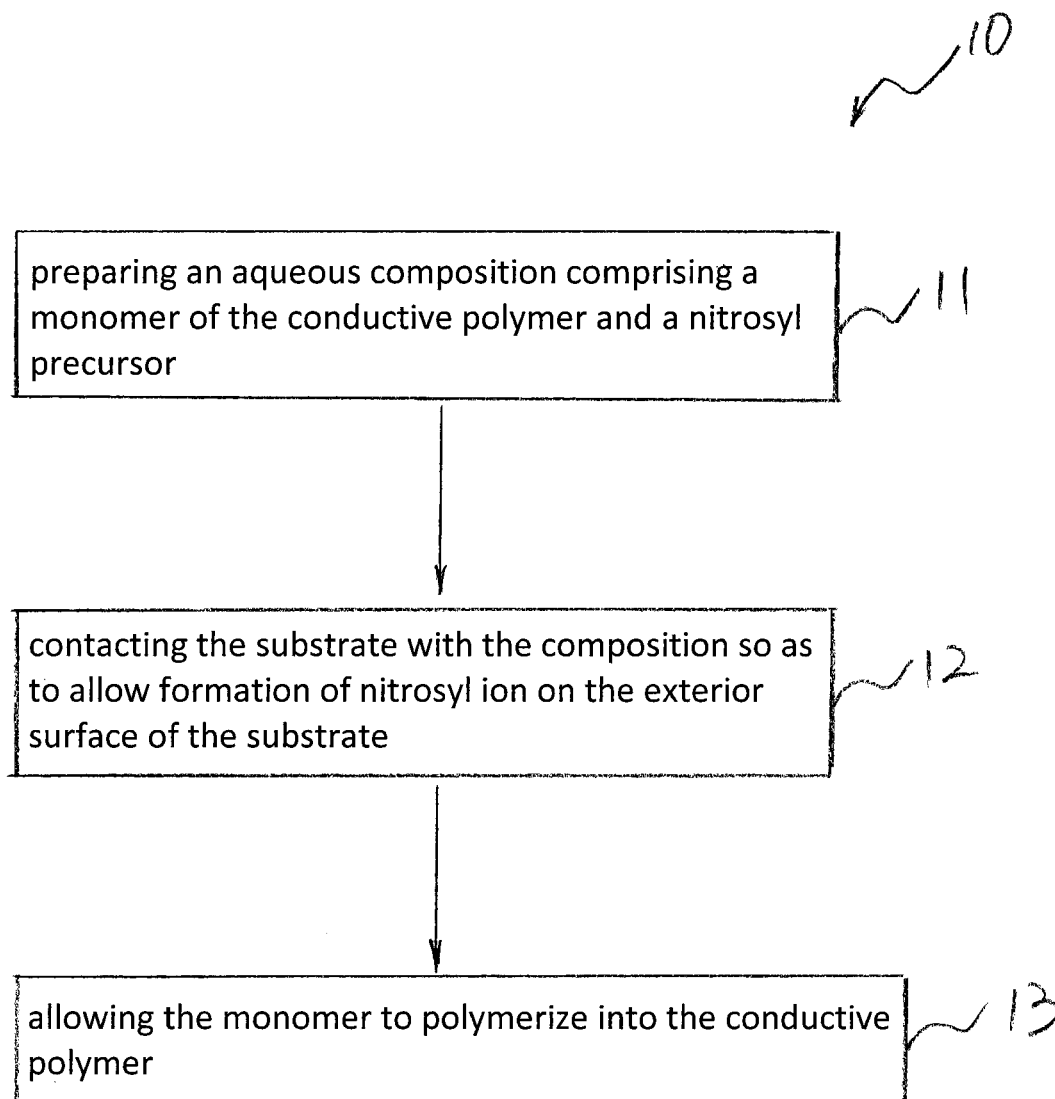 10
preparing an aqueous composition comprising a
monomer of the conductive polymer and a nitrosyl
precursor
11
contacting the substrate with the composition so as
to allow formation of nitrosyl ion on the exterior
surface of the substrate
12
allowing the monomer to polymerize into the conductive
polymer
13